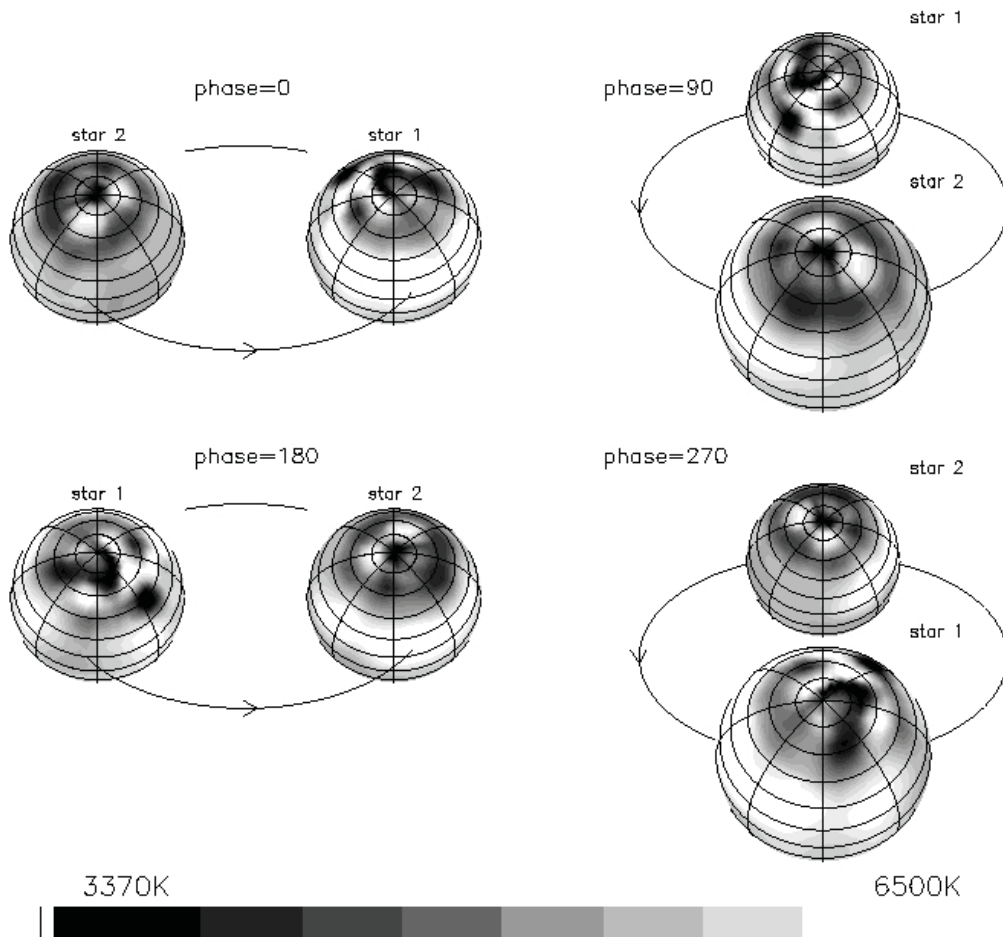 phase=0
star 2
star 1
phase=90
star 1
star 2
phase=180
star 1
star 2
phase=270
star 2
star 1
3370K
6500K